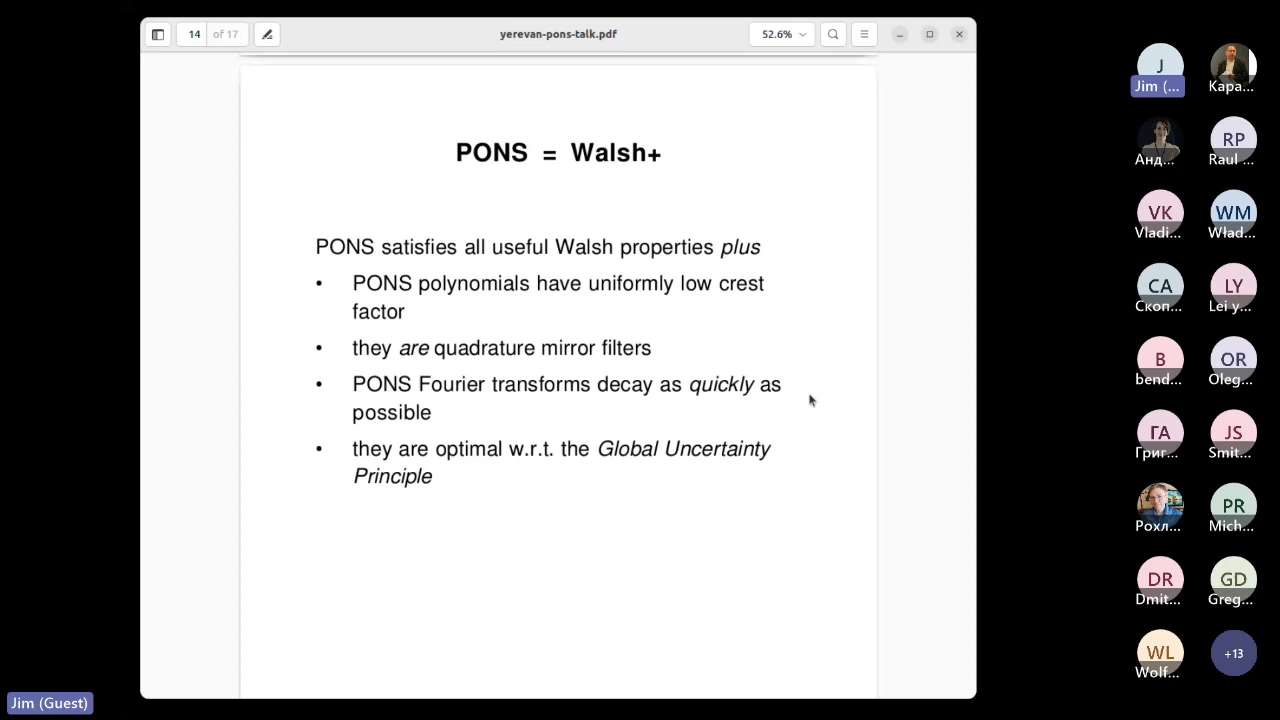 14 of 17
yerevan-pons-talk.pdf
52.6%
PONS = Walsh+
PONS satisfies all useful Walsh properties plus
• PONS polynomials have uniformly low crest
factor
• they are quadrature mirror filters
• PONS Fourier transforms decay as quickly as
possible
• they are optimal w.r.t. the Global Uncertainty
Principle
J
Jim (...
Кара...
Анд...
RP
Raul ...
VK
Vladi...
WM
Wład...
CA
Скоп...
LY
Lei y...
B
bend...
OR
Oleg...
ГА
Григ...
JS
Smit...
Рохл...
PR
Mich...
DR
Dmit...
GD
Greg...
WL
Wolf...
+13
Jim (Guest)